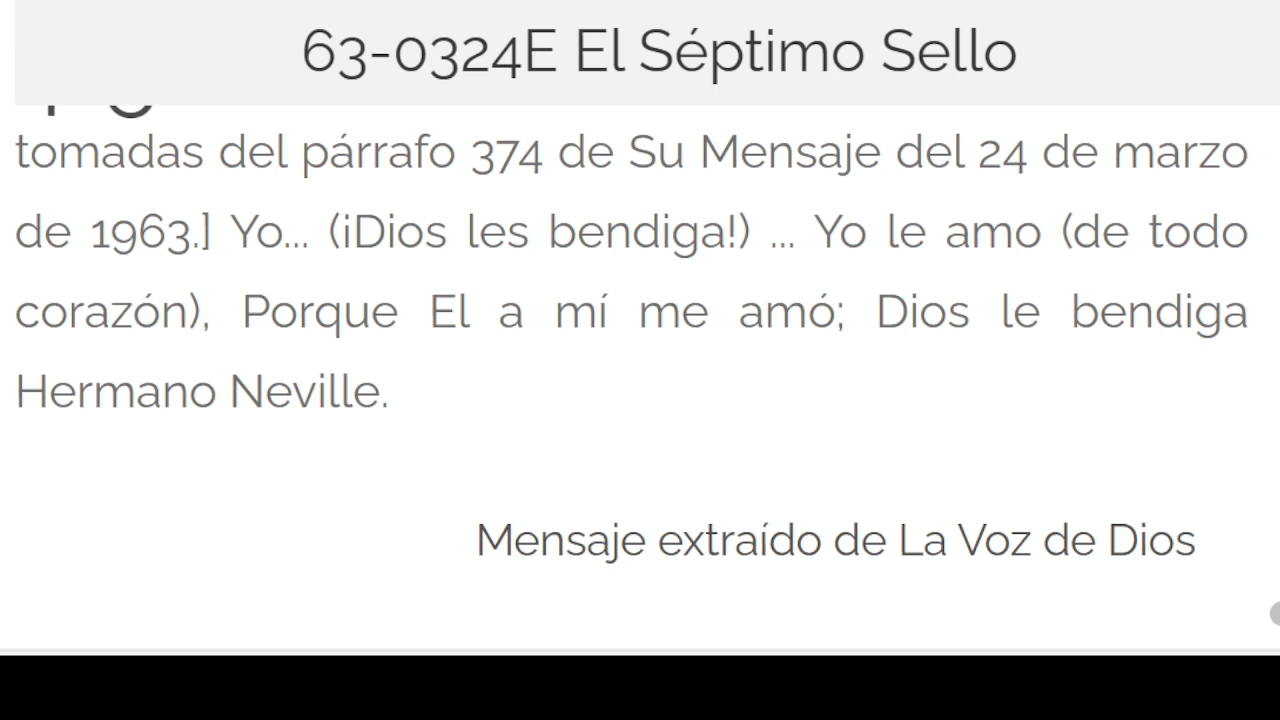 63-0324E El Séptimo Sello
tomadas del párrafo 374 de Su Mensaje del 24 de marzo
de 1963.] Yo... (¡Dios les bendiga!) ... Yo le amo (de todo
corazón), Porque El a mí me amó; Dios le bendiga
Hermano Neville.
Mensaje extraído de La Voz de Dios